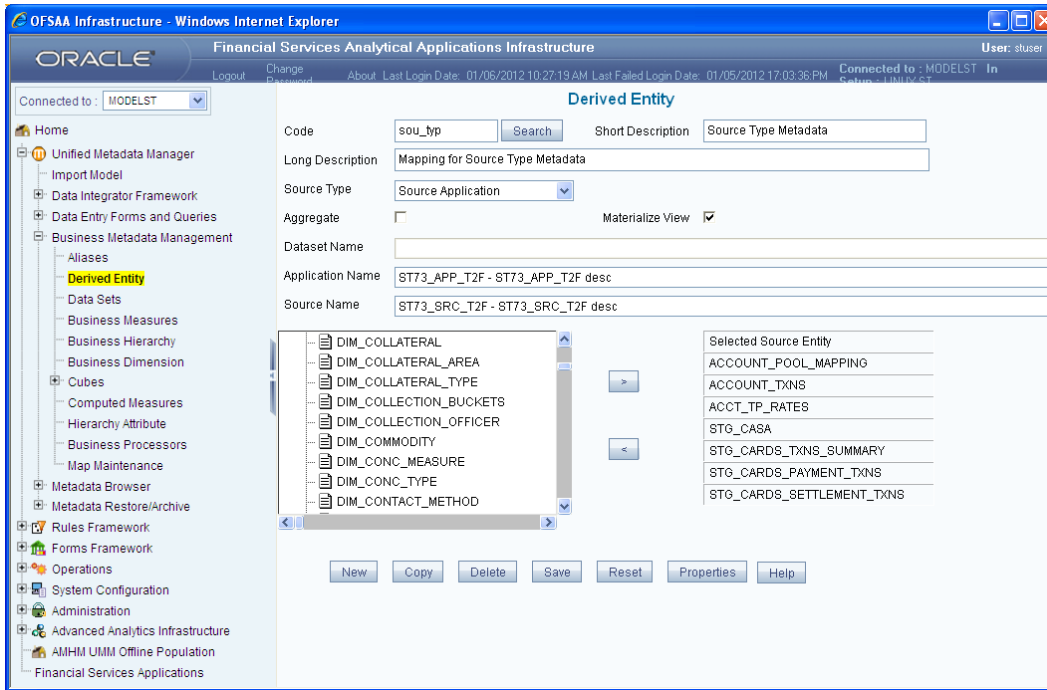 OFSAA Infrastructure - Windows Internet Explorer
ORACLE
Financial Services Analytical Applications Infrastructure
User: stuser
Logout Change Password About Last Login Date: 01/06/2012 10:27:19 AM Last Failed Login Date: 01/05/2012 17:03:36:PM Connected to : MODELST In
Setup : LINUX ST
Connected to : MODELST
Home
Unified Metadata Manager
Import Model
Data Integrator Framework
Data Entry Forms and Queries
Business Metadata Management
Aliases
Derived Entity
Data Sets
Business Measures
Business Hierarchy
Business Dimension
Cubes
Computed Measures
Hierarchy Attribute
Business Processors
Map Maintenance
Metadata Browser
Metadata Restore/Archive
Rules Framework
Forms Framework
Operations
System Configuration
Administration
Advanced Analytics Infrastructure
AMHM UMM Offline Population
Financial Services Applications
Derived Entity
Code sou_typ Search Short Description Source Type Metadata
Long Description Mapping for Source Type Metadata
Source Type Source Application
Aggregate Materialize View
Dataset Name
Application Name ST73_APP_T2F - ST73_APP_T2F desc
Source Name ST73_SRC_T2F - ST73_SRC_T2F desc
DIM_COLLATERAL
DIM_COLLATERAL_AREA
DIM_COLLATERAL_TYPE
DIM_COLLECTION_BUCKETS
DIM_COLLECTION_OFFICER
DIM_COMMODITY
DIM_CONC_MEASURE
DIM_CONC_TYPE
DIM_CONTACT_METHOD
>
<
Selected Source Entity
ACCOUNT_POOL_MAPPING
ACCOUNT_TXNS
ACCT_TP_RATES
STG_CASA
STG_CARDS_TXNS_SUMMARY
STG_CARDS_PAYMENT_TXNS
STG_CARDS_SETTLEMENT_TXNS
New Copy Delete Save Reset Properties Help